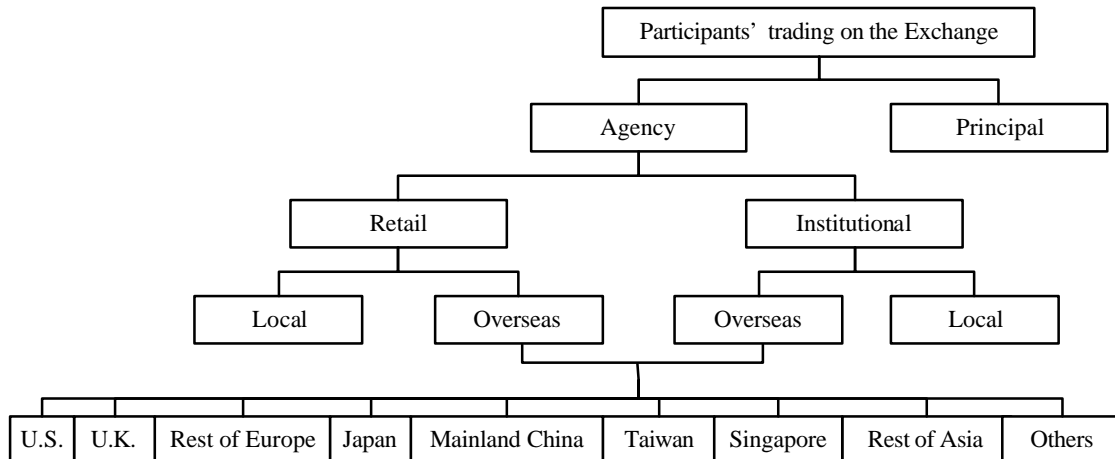 Participants' trading on the Exchange
Agency
Principal
Retail
Institutional
Local
Overseas
Overseas
Local
U.S.
U.K.
Rest of Europe
Japan
Mainland China
Taiwan
Singapore
Rest of Asia
Others